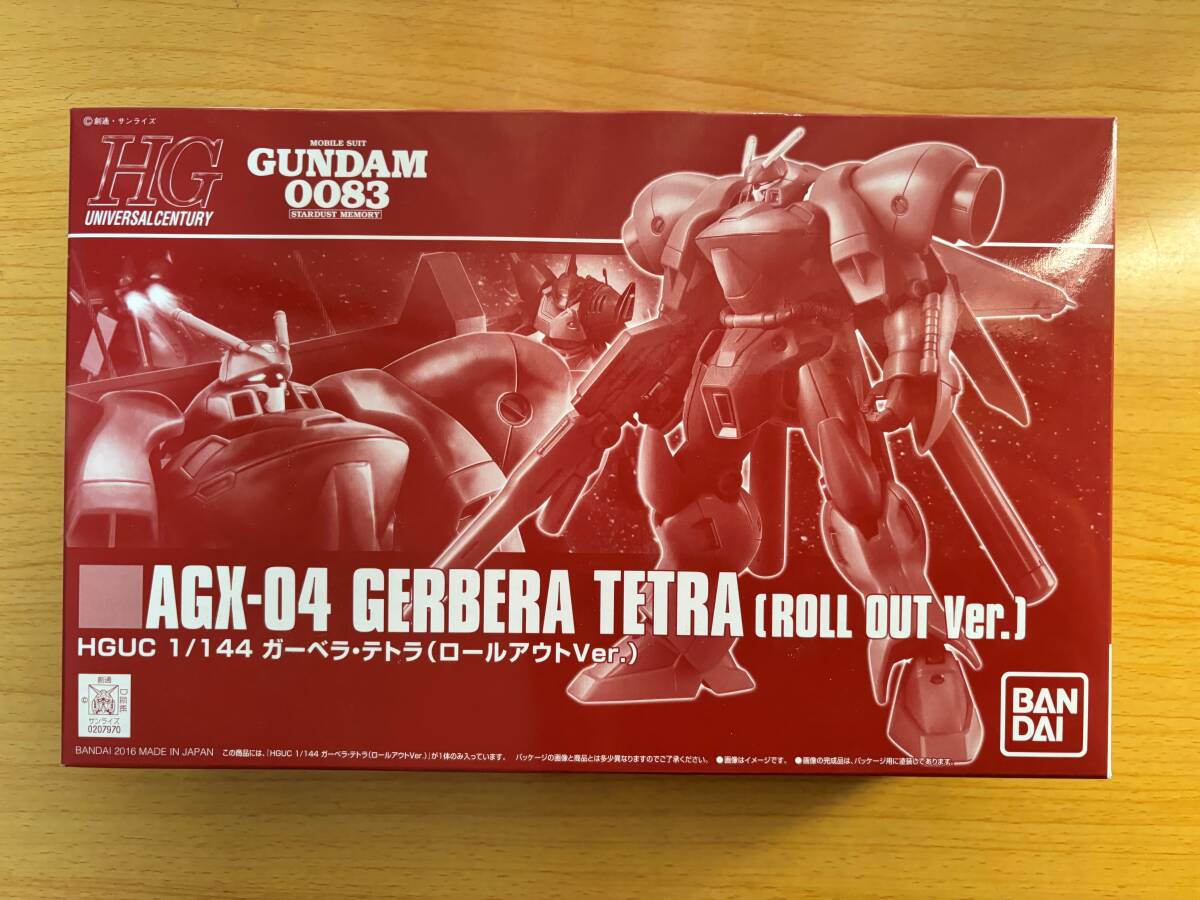 ©創通・サンライズ
HG
UNIVERSAL CENTURY
MOBILE SUIT
GUNDAM
0083
STARDUST MEMORY
AGX-04 GERBERA TETRA [ROLL OUT Ver.]
HGUC 1/144 ガーベラ・テトラ(ロールアウトVer.)
創通
©
サンライズ
0207970
BANDAI 2016 MADE IN JAPAN この商品には、「HGUC 1/144 ガーベラ・テトラ(ロールアウトVer.)」が1体のみ入っています。 パッケージの画像と商品とは多少異なりますのでご了承ください。 ●画像はイメージです。 ●画像の完成品は、パッケージ用に塗装してあります。
BAN
DAI